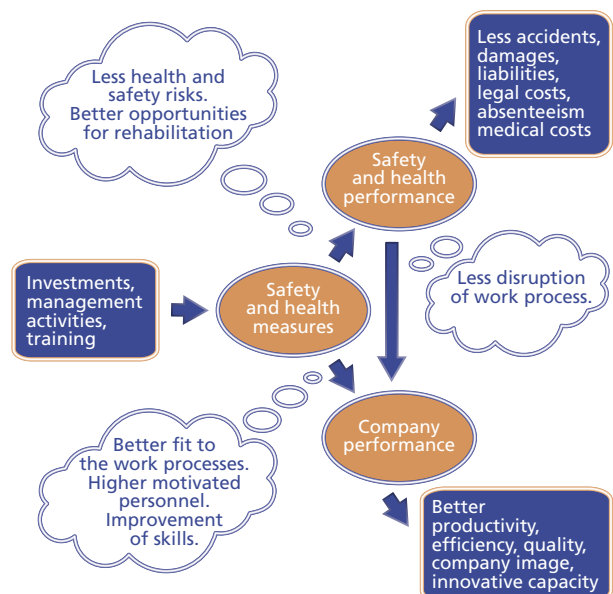 Less health and
safety risks.
Better opportunities
for rehabilitation
Less accidents,
damages,
liabilities,
legal costs,
absenteeism
medical costs
Safety
and health
performance
Investments,
management
activities,
training
Safety
and health
measures
Less disruption
of work process.
Better fit to
the work processes.
Higher motivated
personnel.
Improvement
of skills.
Company
performance
Better
productivity,
efficiency, quality,
company image,
innovative capacity